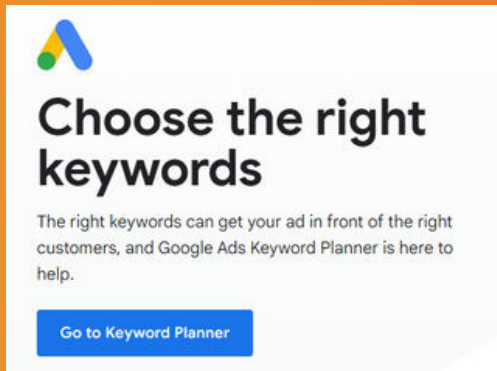 Choose the right
keywords
The right keywords can get your ad in front of the right
customers, and Google Ads Keyword Planner is here to
help.
Go to Keyword Planner